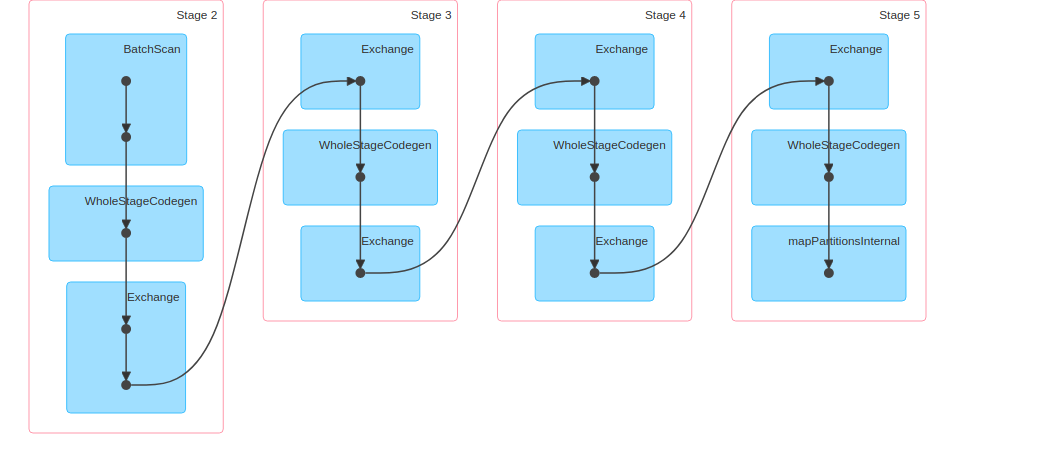 Stage 2
BatchScan
WholeStageCodegen
Exchange
Stage 3
Exchange
WholeStageCodegen
Exchange
Stage 4
Exchange
WholeStageCodegen
Exchange
Stage 5
Exchange
WholeStageCodegen
mapPartitionsInternal